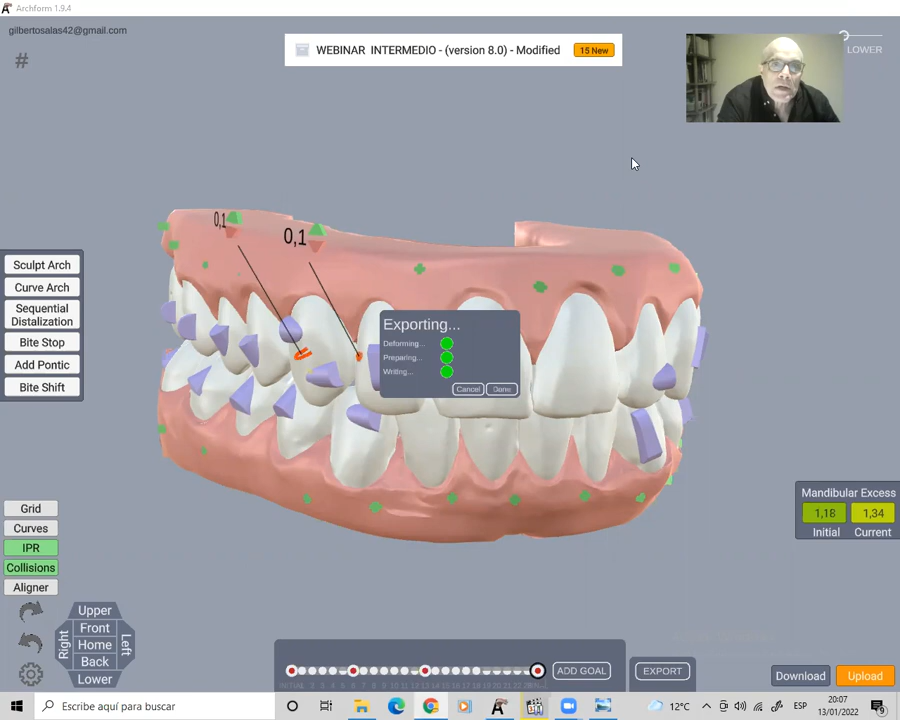 Archform 1.9.4
gilbertosalas42@gmail.com
#
WEBINAR INTERMEDIO - (version 8.0) - Modified
15 New
LOWER
0,1
0,1
Sculpt Arch
Curve Arch
Sequential
Distalization
Bite Stop
Add Pontic
Bite Shift
Exporting...
Deforming...
Preparing...
Writing...
Cancel
Done
Mandibular Excess
1,18
1,34
Initial
Current
Grid
Curves
IPR
Collisions
Aligner
Upper
Front
Home
Back
Lower
Right
Left
ADD GOAL
EXPORT
Download
Upload
Escribe aquí para buscar
12°C
ESP
20:07
13/01/2022
9